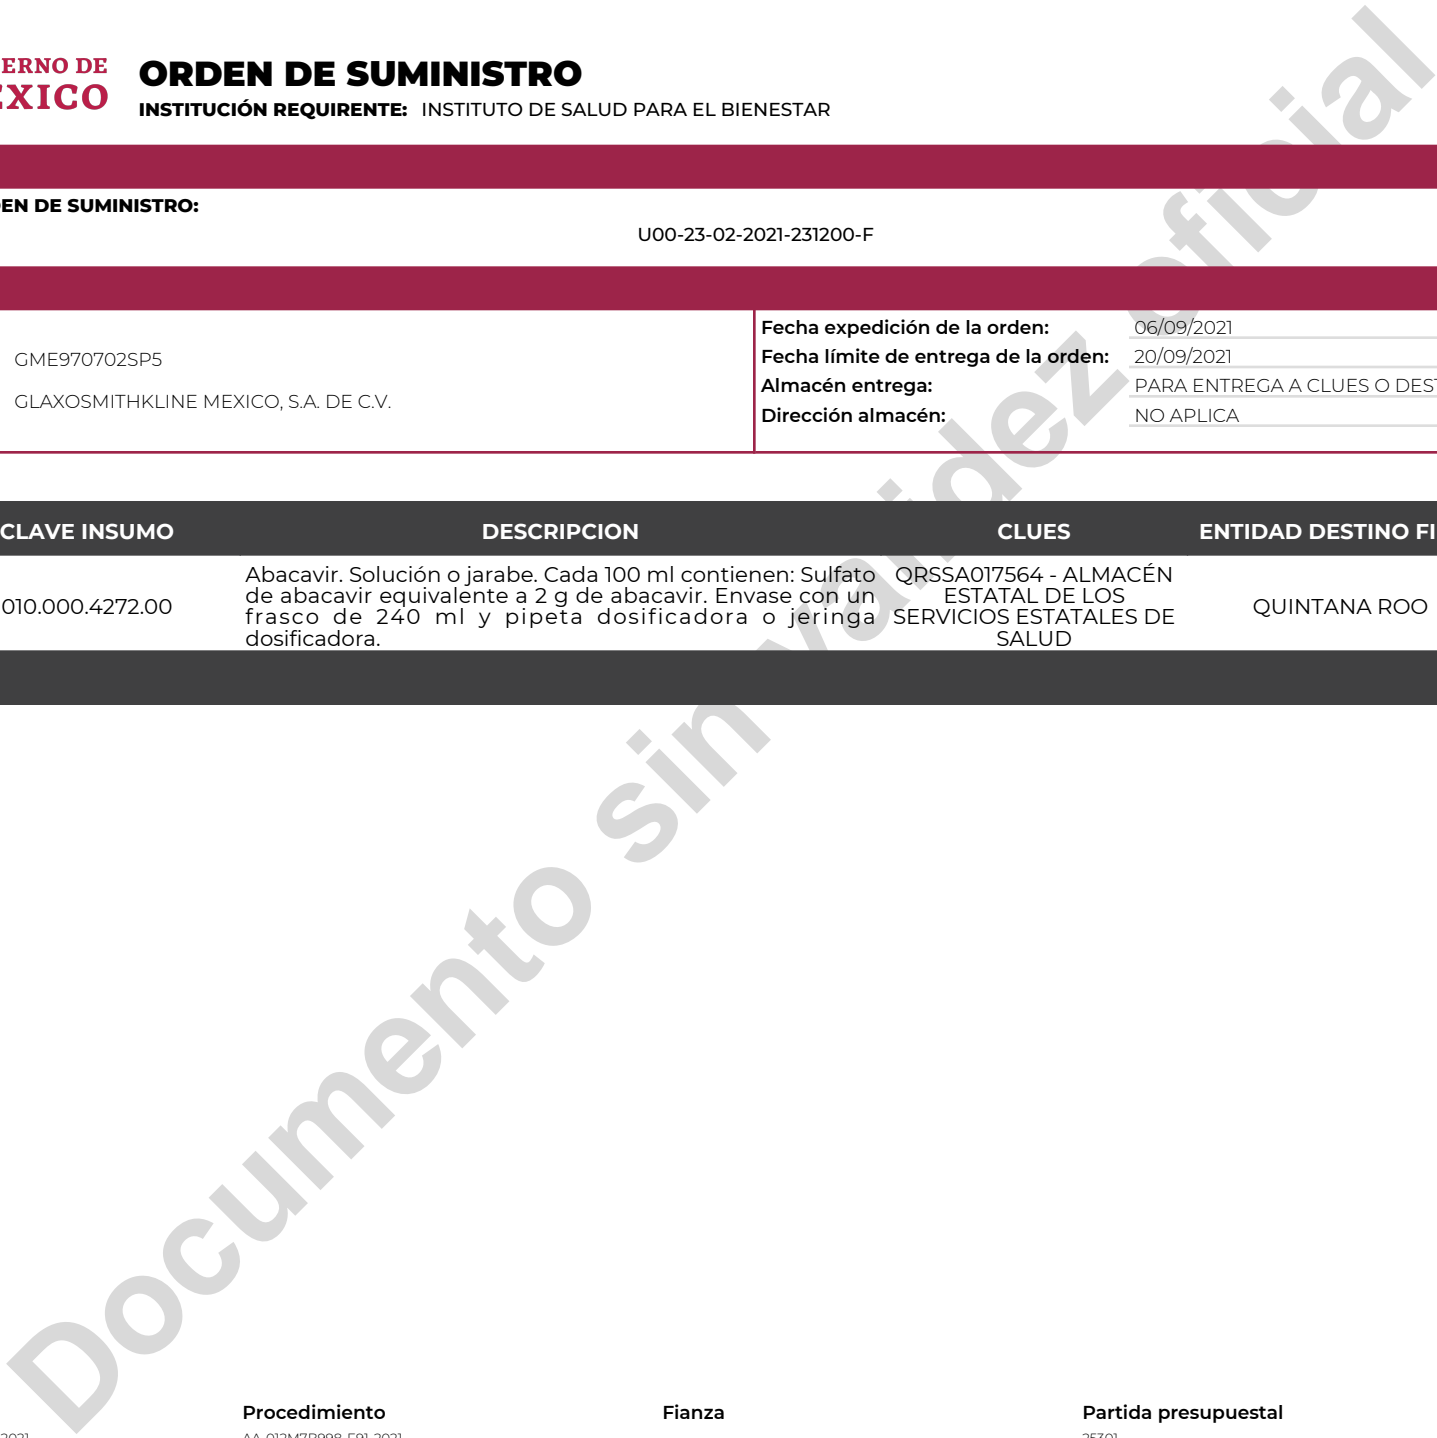 ERNO DE
EXICO
ORDEN DE SUMINISTRO
INSTITUCIÓN REQUIRENTE: INSTITUTO DE SALUD PARA EL BIENESTAR
EN DE SUMINISTRO:
U00-23-02-2021-231200-F
GME970702SP5
GLAXOSMITHKLINE MEXICO, S.A. DE C.V.
Fecha expedición de la orden: 06/09/2021
Fecha límite de entrega de la orden: 20/09/2021
Almacén entrega: PARA ENTREGA A CLUES O DEST
Dirección almacén: NO APLICA
CLAVE INSUMO DESCRIPCION CLUES ENTIDAD DESTINO FI
010.000.4272.00
Abacavir. Solución o jarabe. Cada 100 ml contienen: Sulfato
de abacavir equivalente a 2 g de abacavir. Envase con un
frasco de 240 ml y pipeta dosificadora o jeringa
dosificadora.
QRSSA017564 - ALMACÉN
ESTATAL DE LOS
SERVICIOS ESTATALES DE
SALUD
QUINTANA ROO
Documento sin validez oficial
Procedimiento Fianza Partida presupuestal